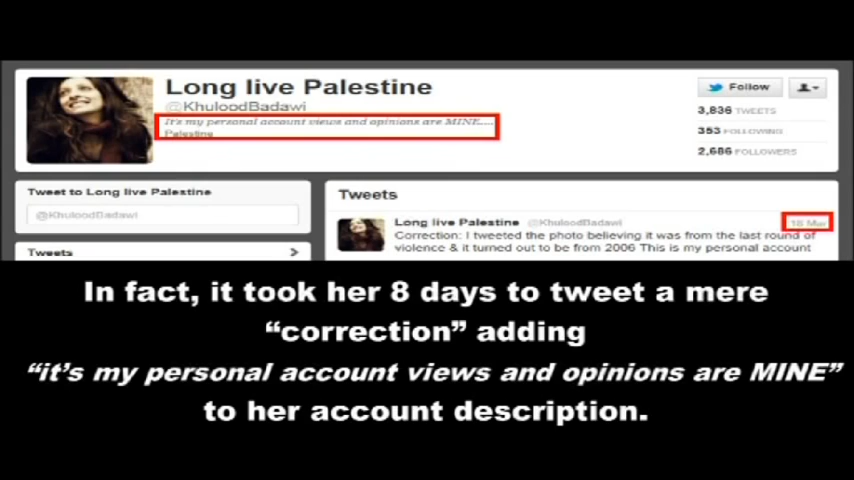 Long live Palestine
@KhuloodBadawi
It's my personal account views and opinions are MINE....
Palestine
Follow
3,836 TWEETS
353 FOLLOWING
2,686 FOLLOWERS
Tweet to Long live Palestine
@KhuloodBadawi
Tweets
Tweets
Long live Palestine @KhuloodBadawi 18 Mar
Correction: I tweeted the photo believing it was from the last round of
violence & it turned out to be from 2006 This is my personal account
In fact, it took her 8 days to tweet a mere
“correction” adding
“it’s my personal account views and opinions are MINE”
to her account description.